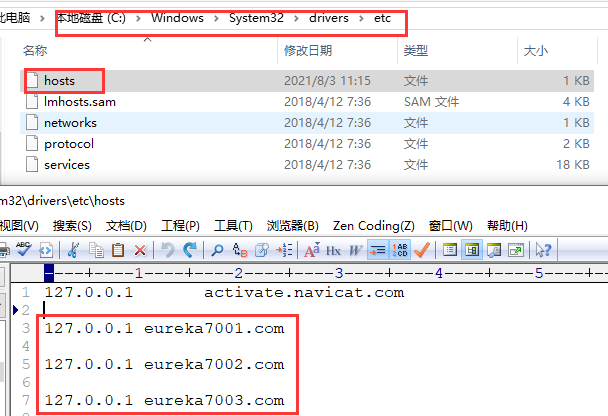 此电脑 > 本地磁盘 (C:) > Windows > System32 > drivers > etc >
名称 修改日期 类型 大小
hosts 2021/8/3 11:15 文件 1 KB
lmhosts.sam 2018/4/12 7:36 SAM 文件 4 KB
networks 2018/4/12 7:36 文件 1 KB
protocol 2018/4/12 7:36 文件 2 KB
services 2018/4/12 7:36 文件 18 KB
m32\drivers\etc\hosts
视图(V) 搜索(S) 文档(D) 工程(P) 工具(T) 浏览器(B) Zen Coding(Z) 窗口(W) 帮助(H)
1 2 3 4 5
1 127.0.0.1 activate.navicat.com
2
3 127.0.0.1 eureka7001.com
4
5 127.0.0.1 eureka7002.com
6
7 127.0.0.1 eureka7003.com